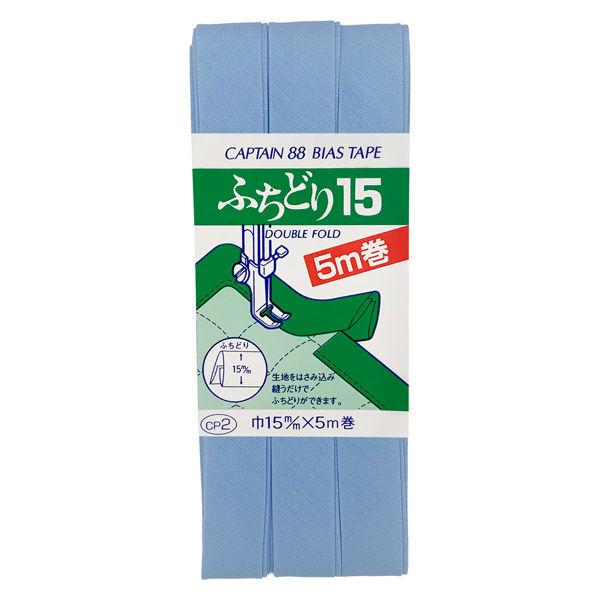 CAPTAIN 88 BIAS TAPE
ふちどり15
DOUBLE FOLD
5m巻
ふちどり
15m/m
生地をはさみ込み
縫うだけで
ふちどりができます。
CP2
巾15m/m×5m巻